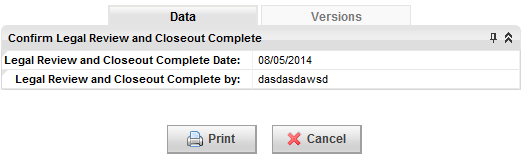 Data Versions
Confirm Legal Review and Closeout Complete
Legal Review and Closeout Complete Date: 08/05/2014
Legal Review and Closeout Complete by: dasdasdawsd
Print Cancel